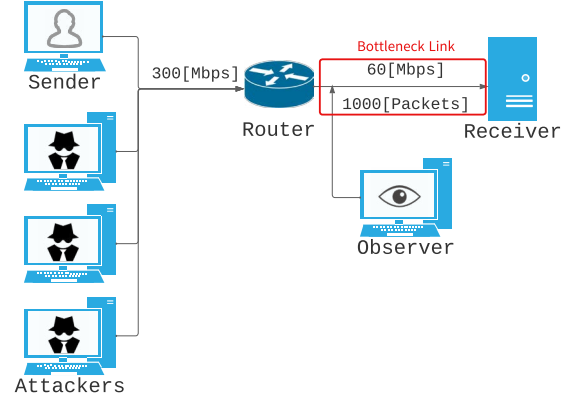 Bottleneck Link
300[Mbps]
60[Mbps]
1000[Packets]
Sender
Router
Receiver
Observer
Attackers